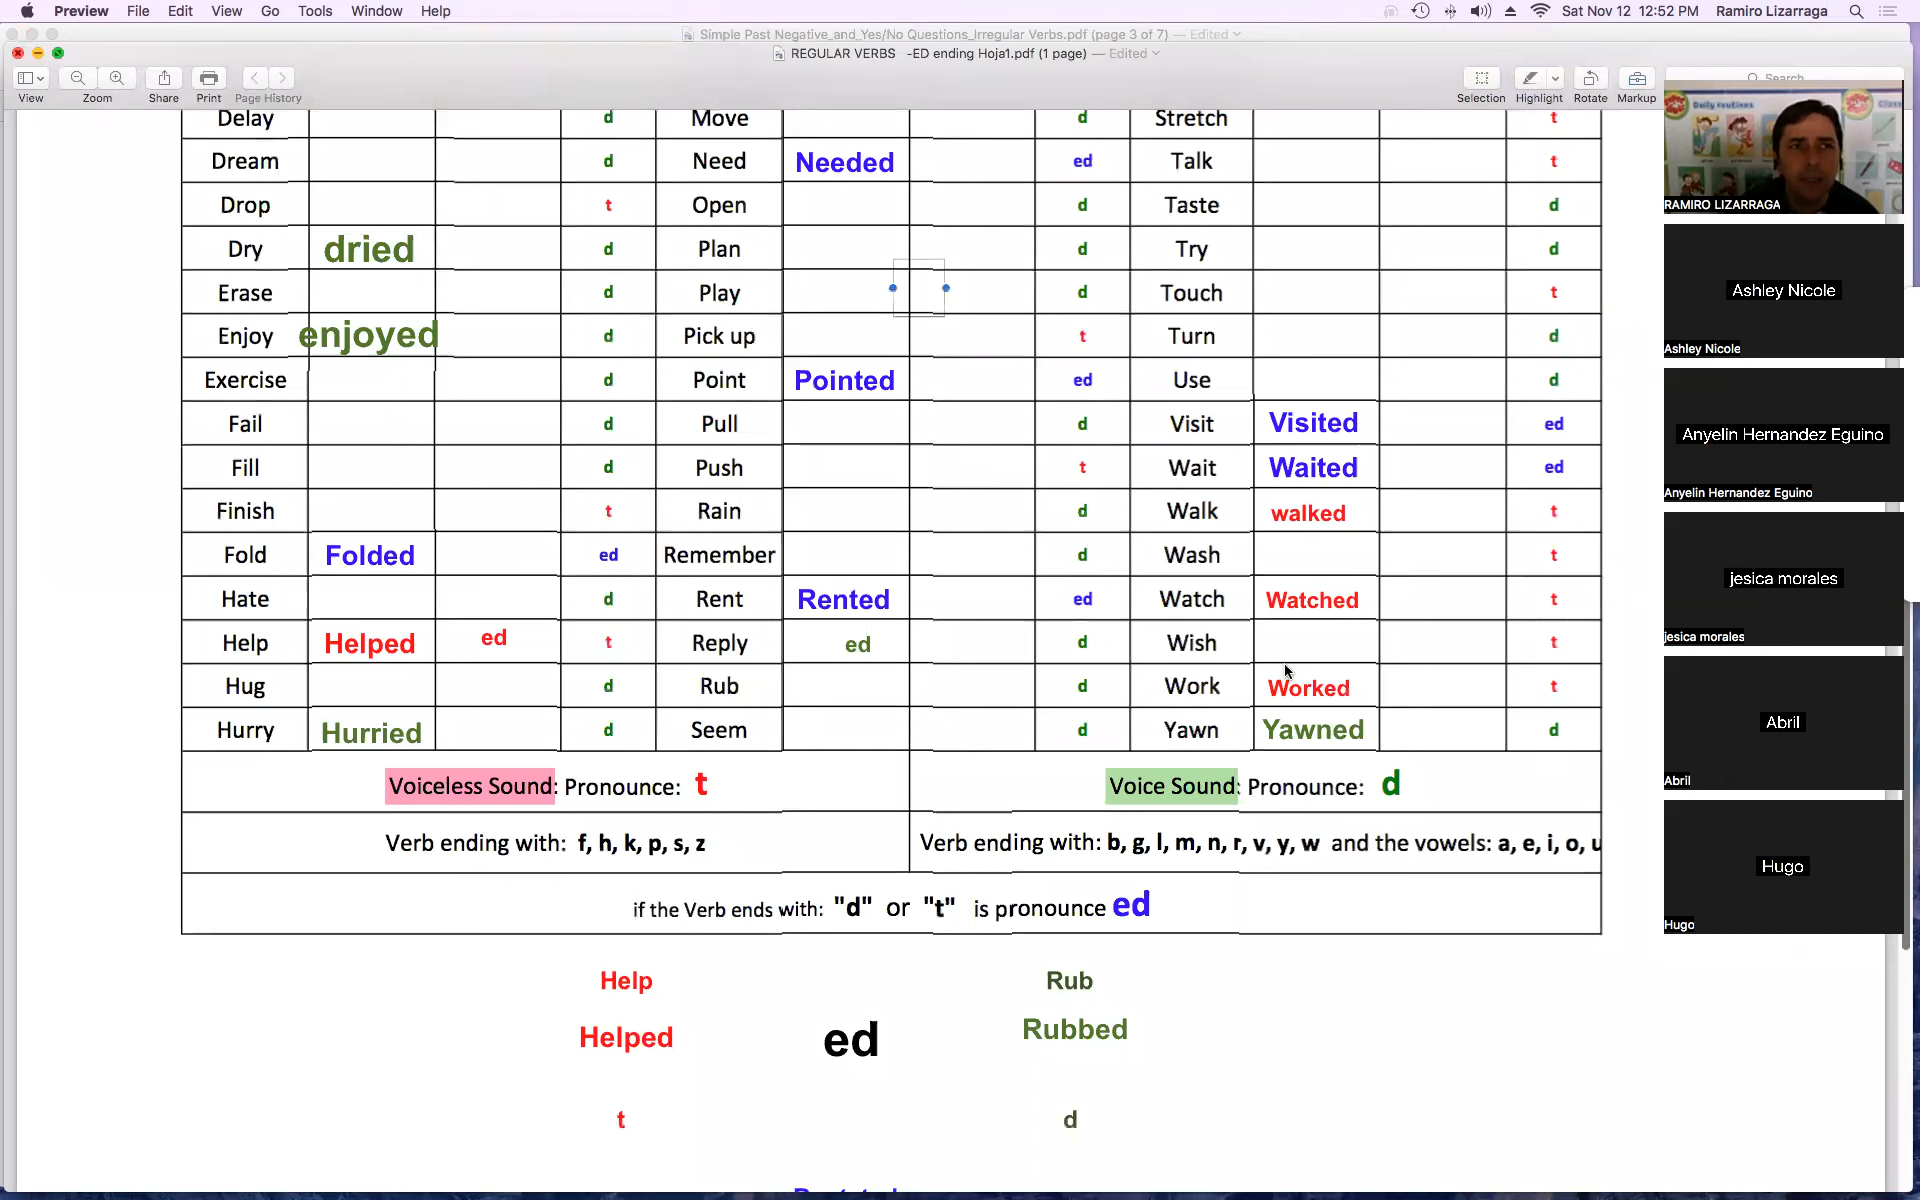 Preview File Edit View Go Tools Window Help Sat Nov 12 12:52 PM Ramiro Lizarraga
Simple Past Negative_and_Yes/No Questions_Irregular Verbs.pdf (page 3 of 7) — Edited
REGULAR VERBS -ED ending Hoja1.pdf (1 page) — Edited
View Zoom Share Print Page History Selection Highlight Rotate Markup Search
Delay d Move d Stretch t
Dream d Need Needed ed Talk t
Drop t Open d Taste d
Dry dried d Plan d Try d
Erase d Play d Touch t
Enjoy enjoyed d Pick up t Turn d
Exercise d Point Pointed ed Use d
Fail d Pull d Visit Visited ed
Fill d Push t Wait Waited ed
Finish t Rain d Walk walked t
Fold Folded ed Remember d Wash t
Hate d Rent Rented ed Watch Watched t
Help Helped ed t Reply ed d Wish t
Hug d Rub d Work Worked t
Hurry Hurried d Seem d Yawn Yawned d
Voiceless Sound: Pronounce: t Voice Sound: Pronounce: d
Verb ending with: f, h, k, p, s, z Verb ending with: b, g, l, m, n, r, v, y, w and the vowels: a, e, i, o, u
if the Verb ends with: "d" or "t" is pronounce ed
Help Rub
Helped ed Rubbed
t d
Daily routines
RAMIRO LIZARRAGA
Ashley Nicole
Ashley Nicole
Anyelin Hernandez Eguino
Anyelin Hernandez Eguino
jesica morales
jesica morales
Abril
Abril
Hugo
Hugo